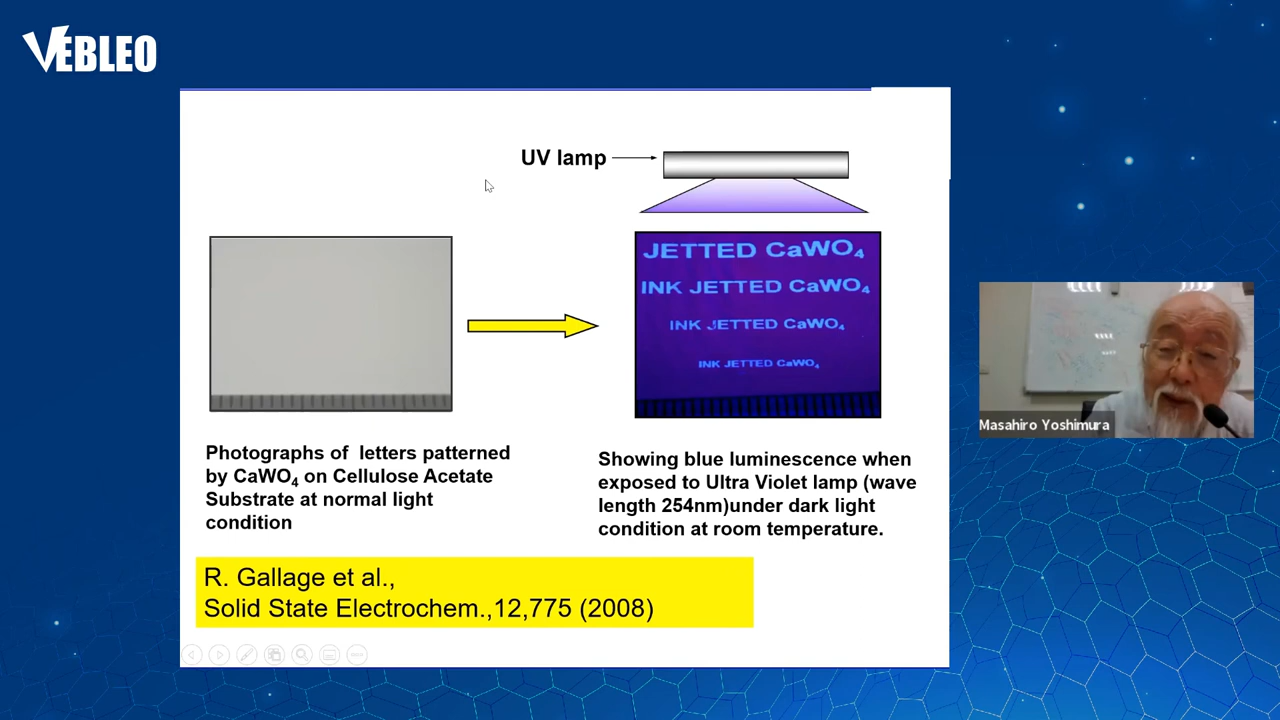 VEBLEO
UV lamp
JETTED CaWO₄
INK JETTED CaWO₄
INK JETTED CaWO₄
INK JETTED CaWO₄
Photographs of letters patterned
by CaWO₄ on Cellulose Acetate
Substrate at normal light
condition
Showing blue luminescence when
exposed to Ultra Violet lamp (wave
length 254nm)under dark light
condition at room temperature.
R. Gallage et al.,
Solid State Electrochem.,12,775 (2008)
Masahiro Yoshimura